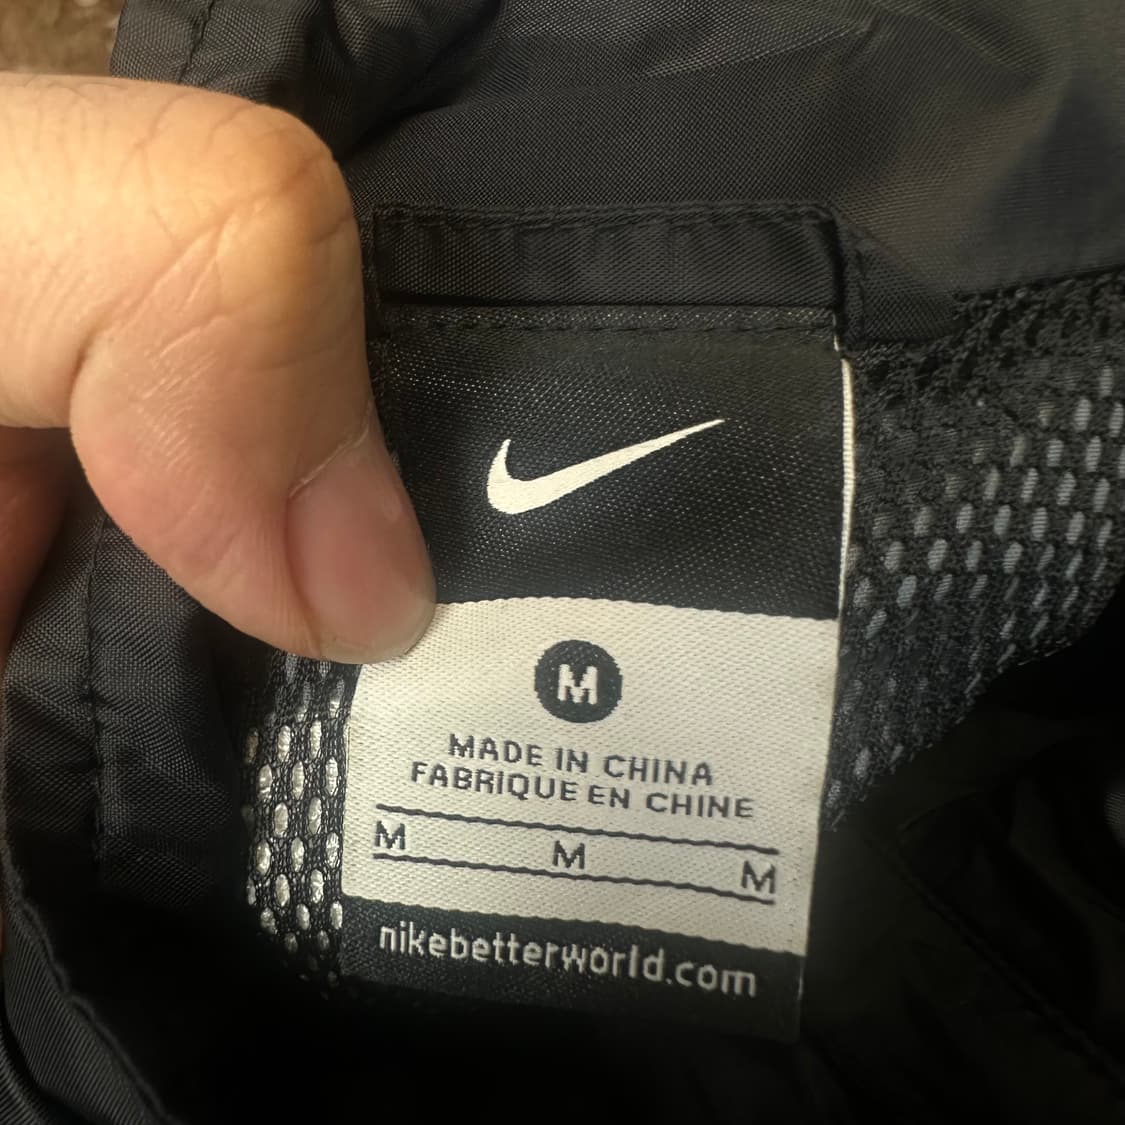 M
MADE IN CHINA
FABRIQUE EN CHINE
M M M
nikebetterworld.com